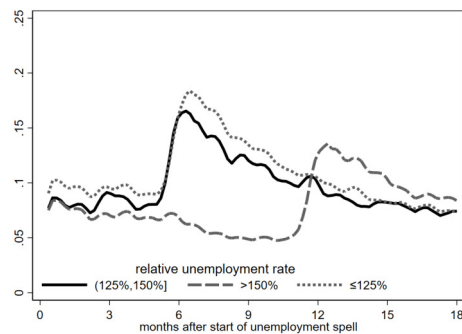 .25
.2
.15
.1
.05
0
0 3 6 9 12 15 18
months after start of unemployment spell
relative unemployment rate
(125%,150%] >150% ≤125%